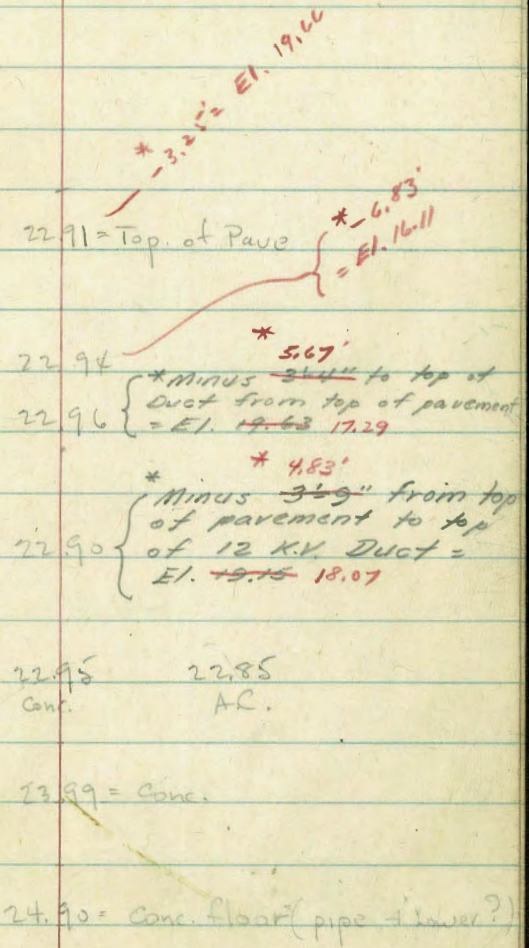 * -3.25' = El. 19.66
22.91 = Top. of Pave
* -6.83'
= El. 16.11
22.94
* 5.67'
* Minus 3'-4" to top of
22.96 Duct from top of pavement
= El. 19.63 17.29
* 4.83'
* Minus 3'-9" from top
of pavement to top
22.90 of 12 K.V. Duct =
El. 19.15 18.07
22.95 22.85
Conc. A.C.
23.99 = Conc.
24.90 = Conc. floor (pipe lower?)